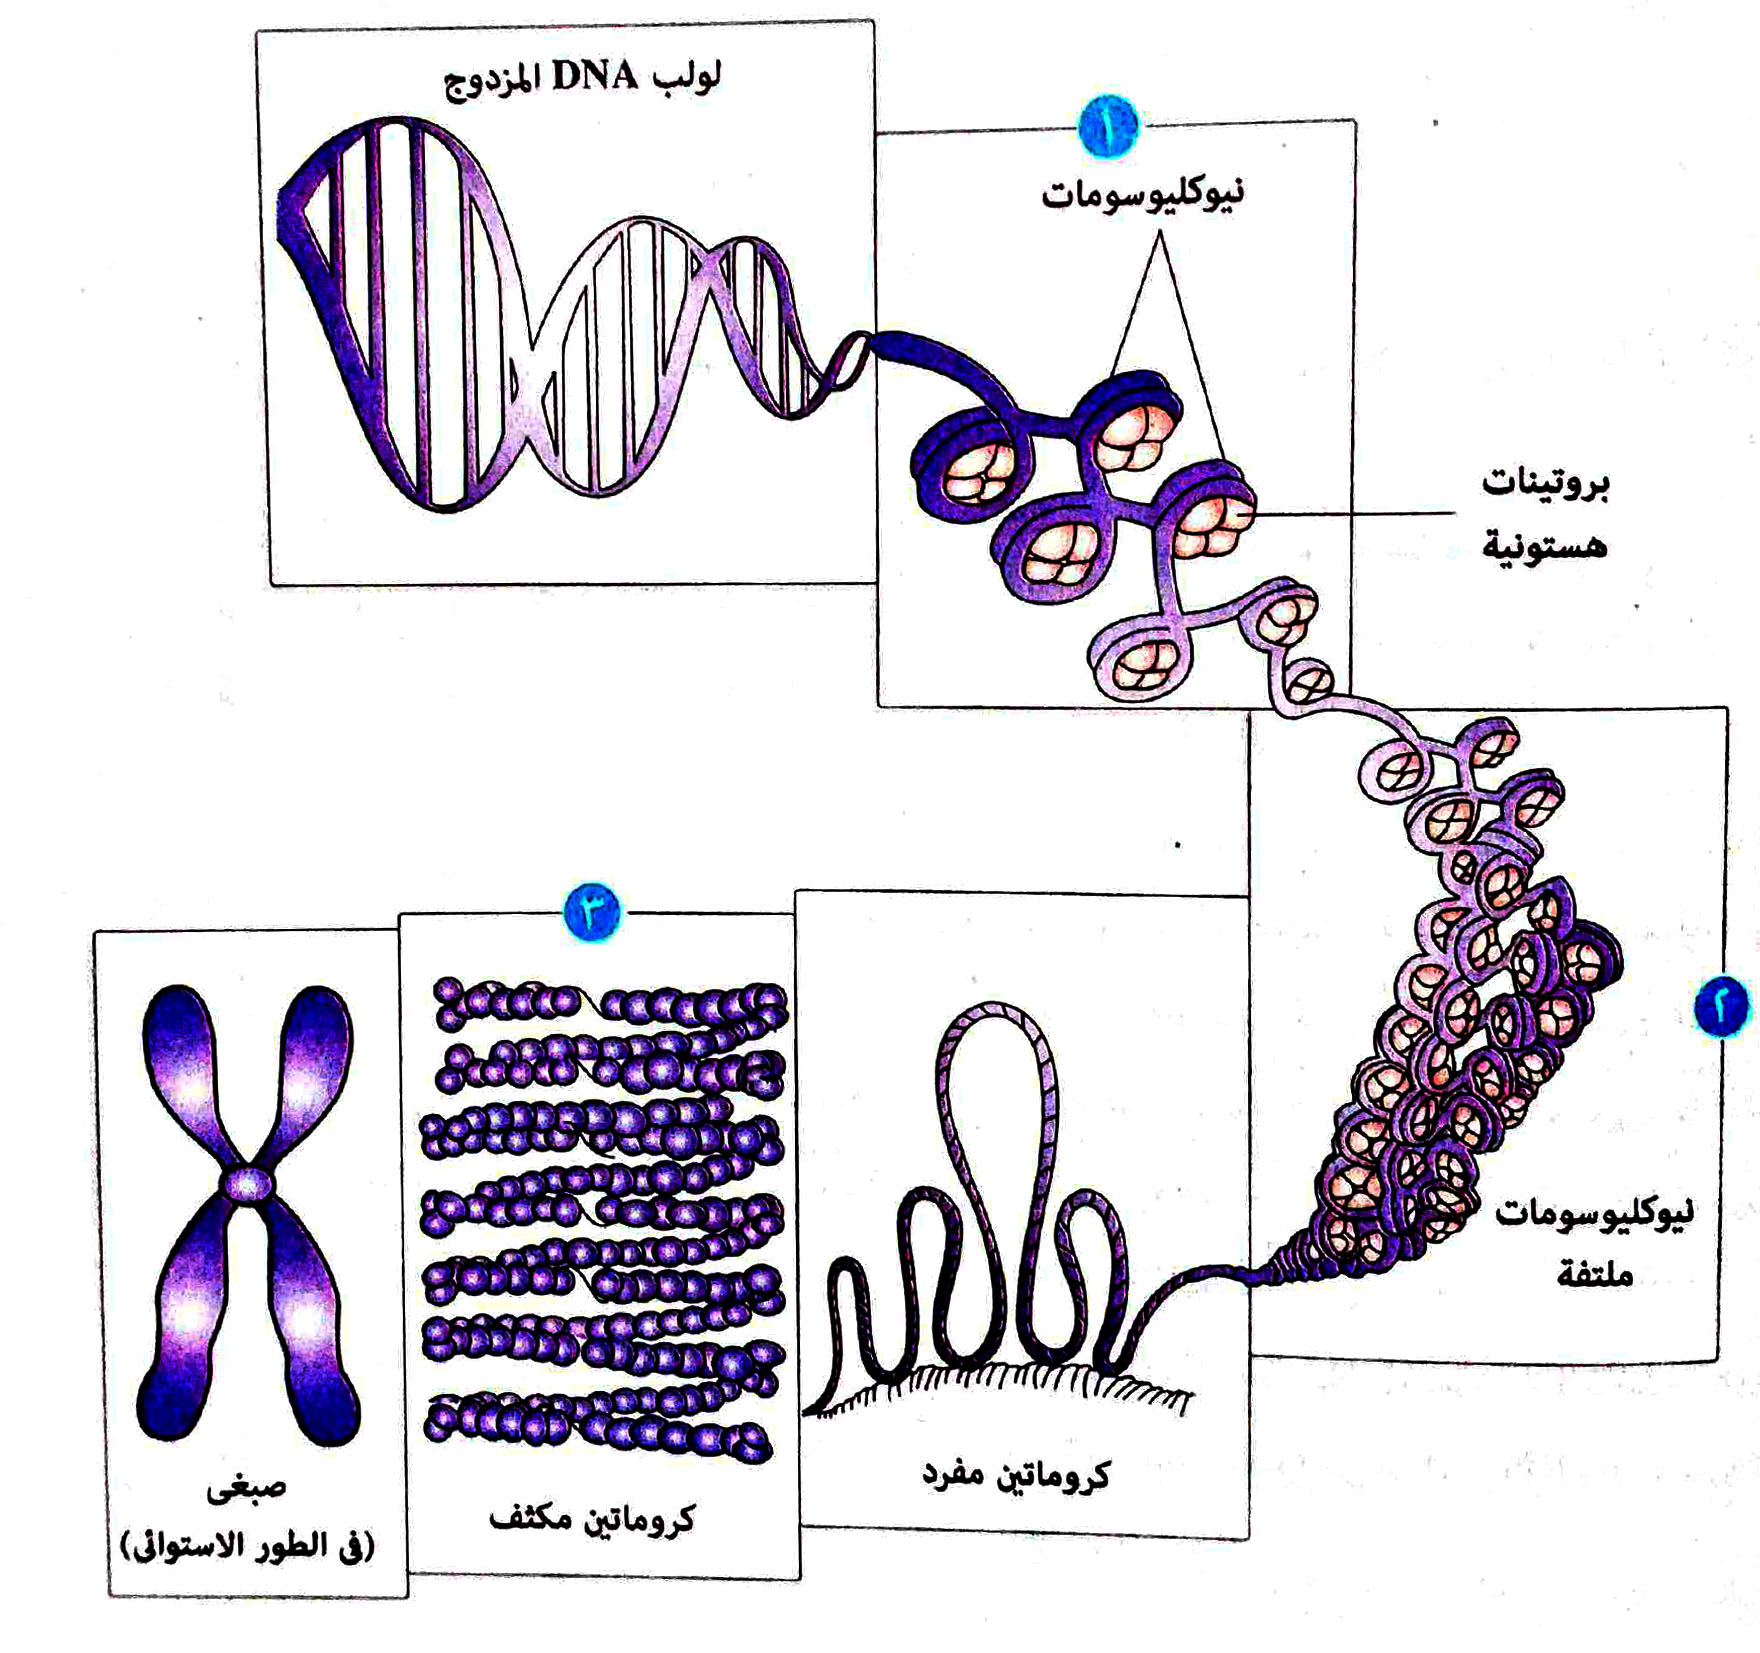 لولب DNA المزدوج
١
نيوكليوسومات
بروتينات
هستونية
٢
نيوكليوسومات
ملتفة
كروماتين مفرد
٣
كروماتين مكثف
صبغى
(فى الطور الاستوائى)